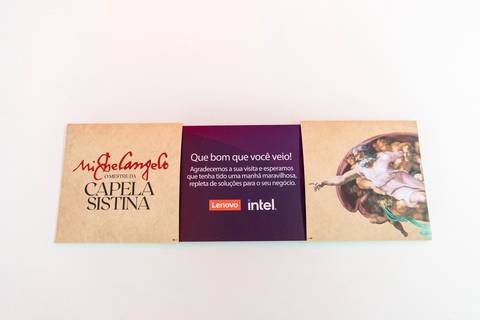 Michelangelo
O MESTRE DA
CAPELA
SISTINA
Que bom que você veio!
Agradecemos a sua visita e esperamos
que tenha tido uma manhã maravilhosa,
repleta de soluções para o seu negócio.
Lenovo
intel.